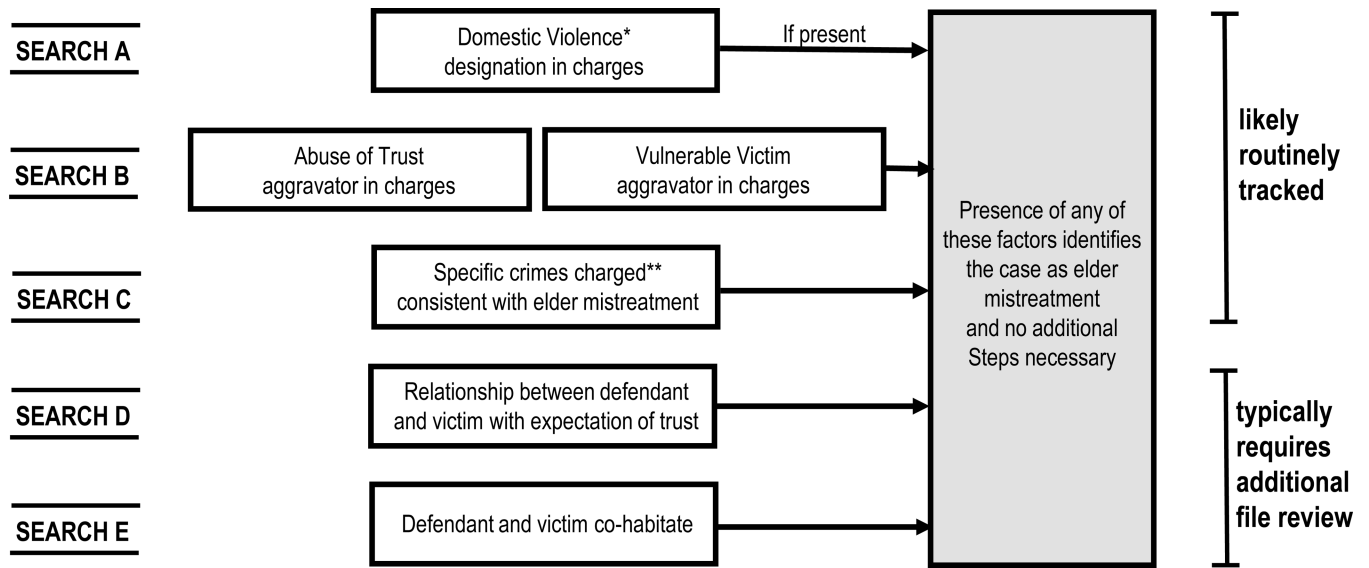 SEARCH A
Domestic Violence*
designation in charges
If present
SEARCH B
Abuse of Trust
aggravator in charges
Vulnerable Victim
aggravator in charges
SEARCH C
Specific crimes charged**
consistent with elder mistreatment
SEARCH D
Relationship between defendant
and victim with expectation of trust
SEARCH E
Defendant and victim co-habitate
Presence of any of
these factors identifies
the case as elder
mistreatment
and no additional
Steps necessary
likely
routinely
tracked
typically
requires
additional
file review